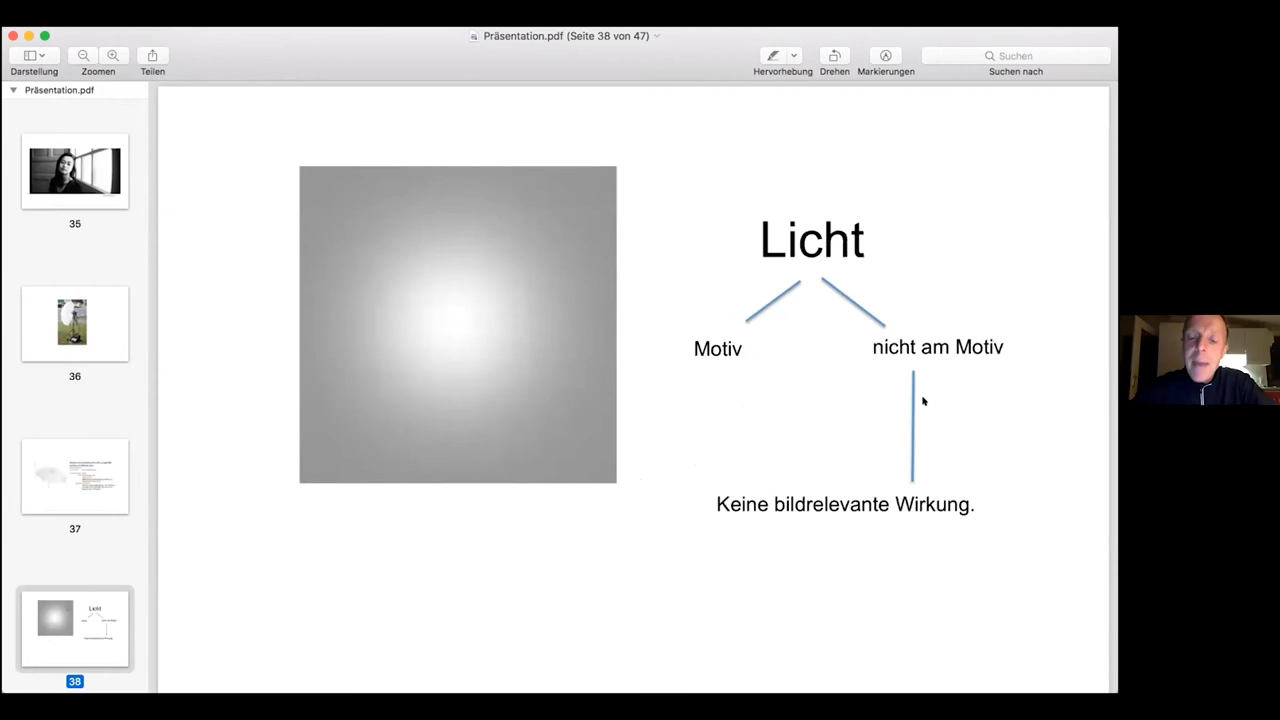 Präsentation.pdf (Seite 38 von 47)
Darstellung
Zoomen
Teilen
Hervorhebung
Drehen
Markierungen
Suchen
Suchen nach
Präsentation.pdf
35
36
37
Licht
38
Licht
Motiv
nicht am Motiv
Keine bildrelevante Wirkung.